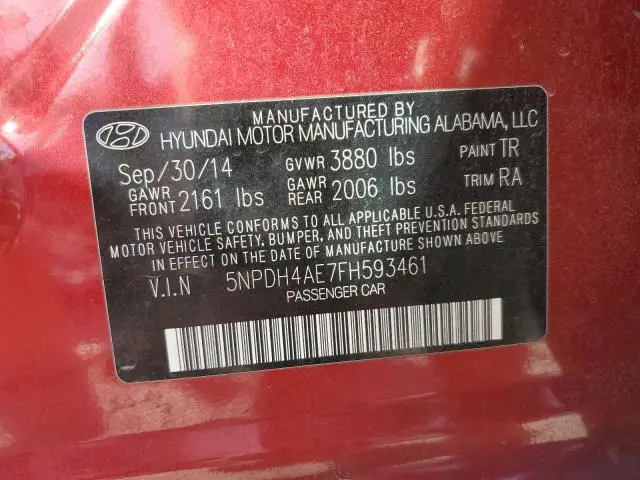 MANUFACTURED BY
HYUNDAI MOTOR MANUFACTURING ALABAMA, LLC
Sep/30/14 GVWR 3880 lbs PAINT TR
GAWR FRONT 2161 lbs GAWR REAR 2006 lbs TRIM RA
THIS VEHICLE CONFORMS TO ALL APPLICABLE U.S.A. FEDERAL
MOTOR VEHICLE SAFETY, BUMPER, AND THEFT PREVENTION STANDARDS
IN EFFECT ON THE DATE OF MANUFACTURE SHOWN ABOVE.
V.I.N 5NPDH4AE7FH593461
PASSENGER CAR